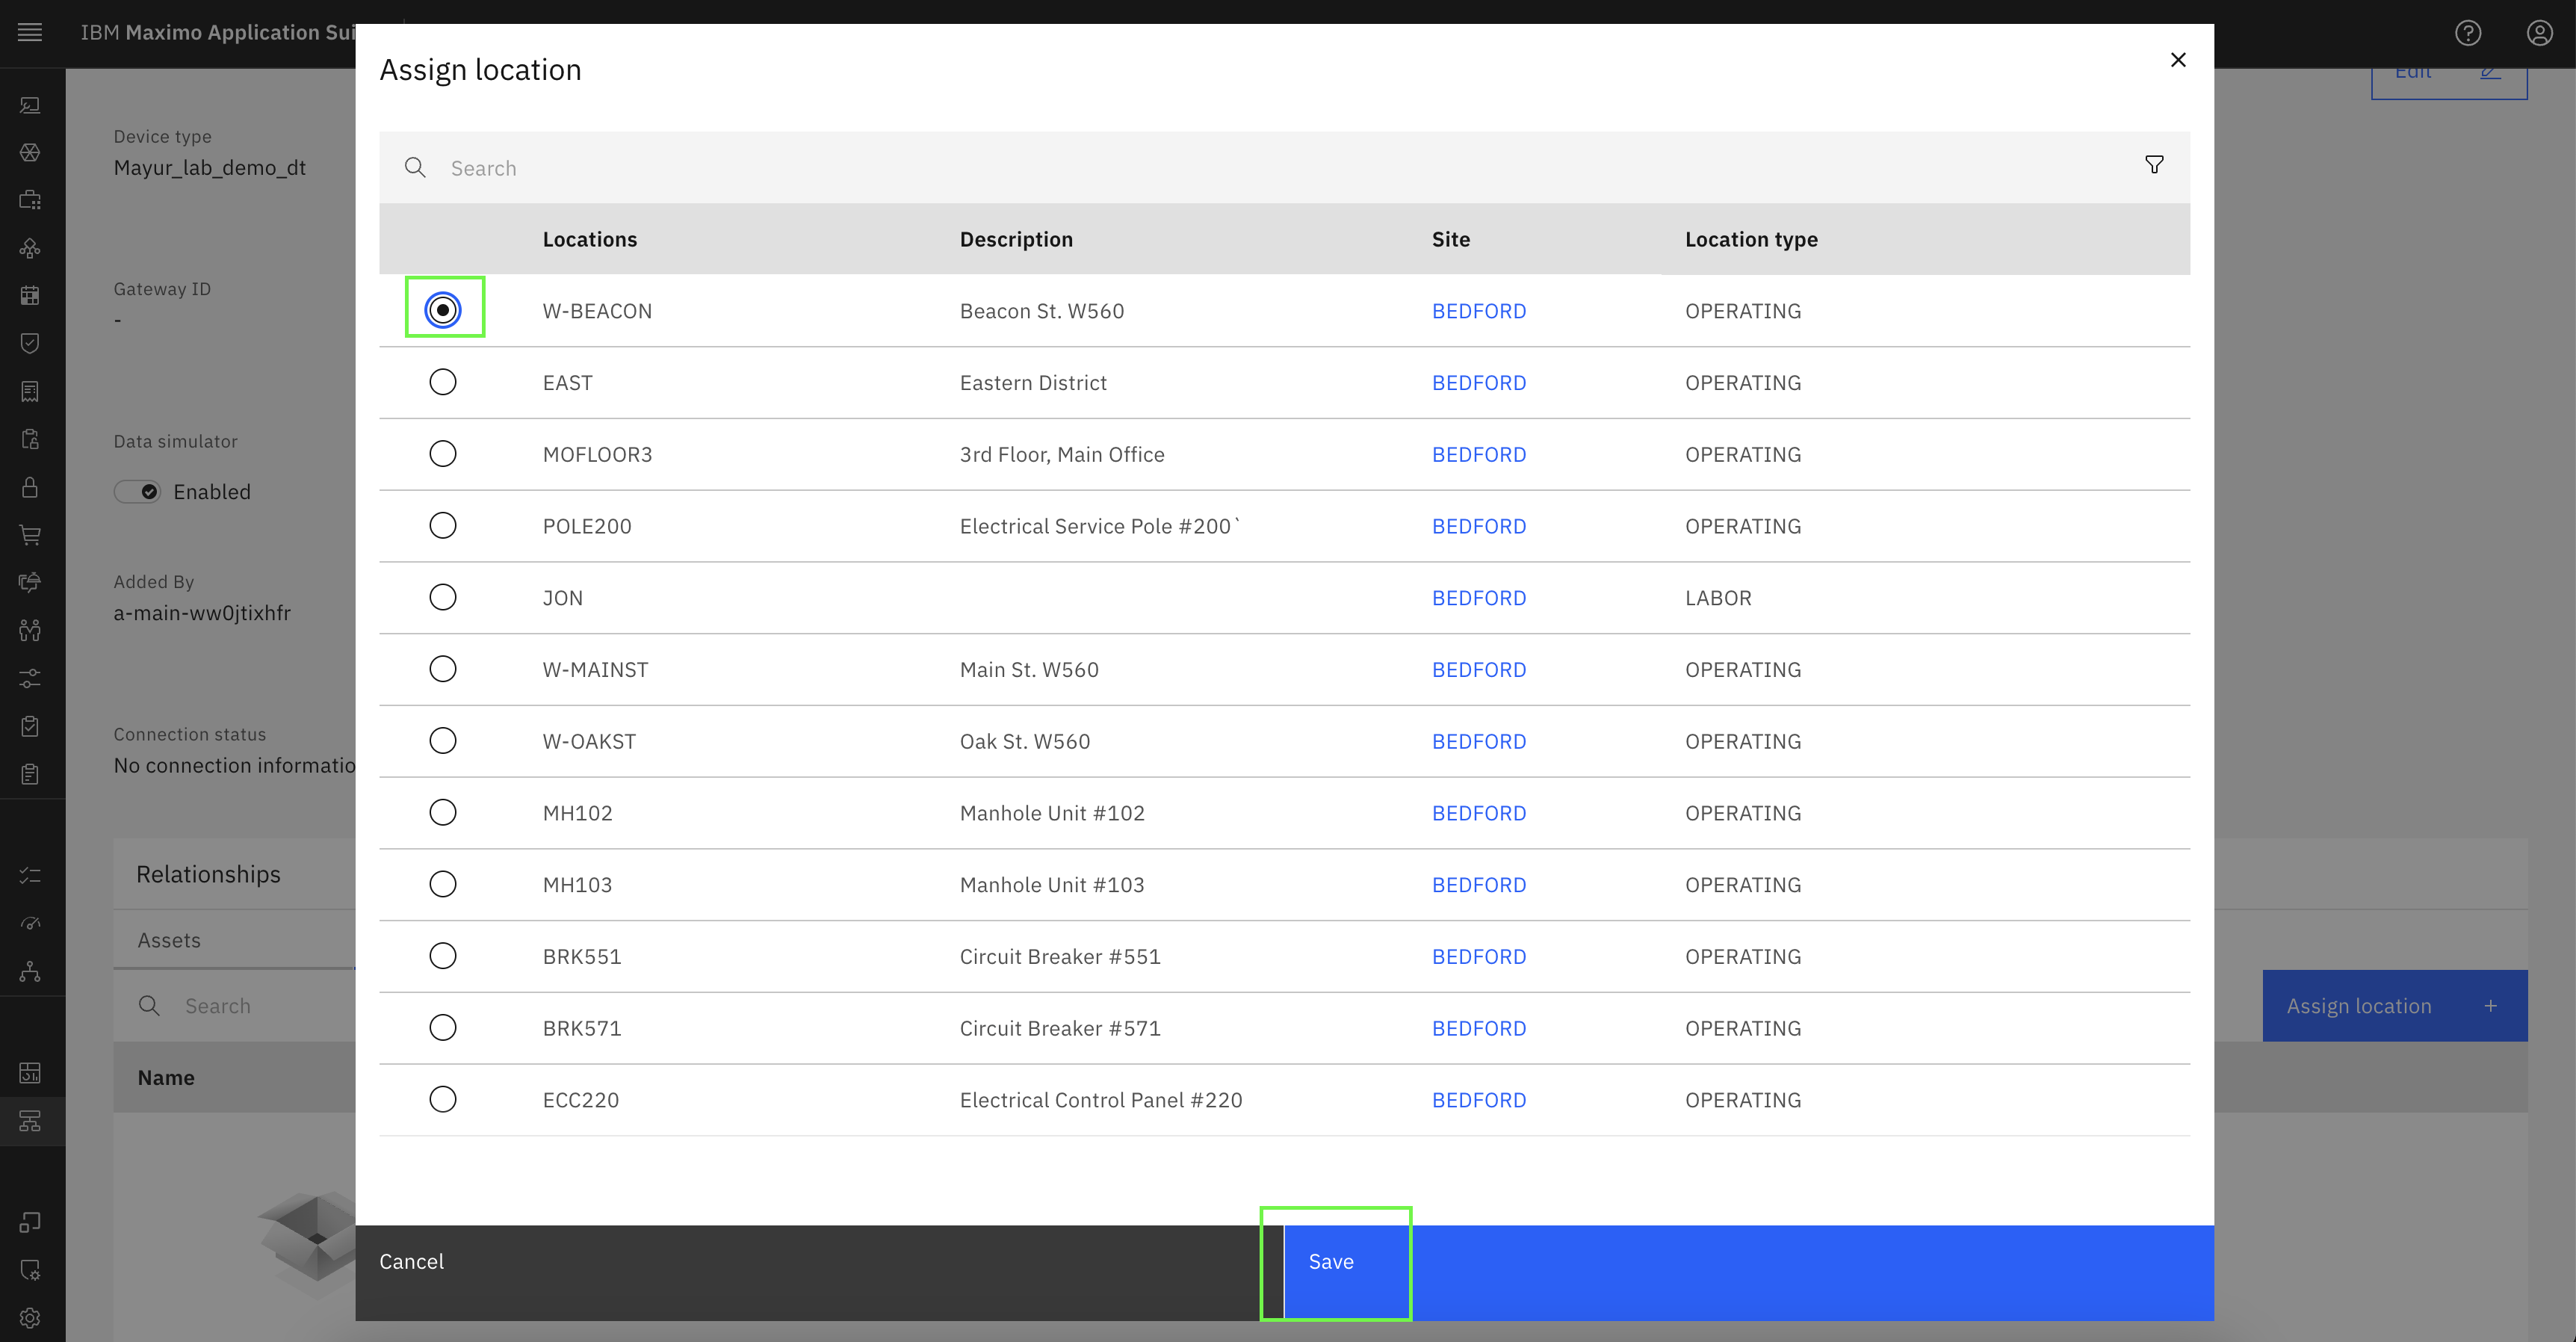 IBM Maximo Application Sui
Edit
Assign location
Search
Locations Description Site Location type
W-BEACON Beacon St. W560 BEDFORD OPERATING
EAST Eastern District BEDFORD OPERATING
MOFLOOR3 3rd Floor, Main Office BEDFORD OPERATING
POLE200 Electrical Service Pole #200` BEDFORD OPERATING
JON BEDFORD LABOR
W-MAINST Main St. W560 BEDFORD OPERATING
W-OAKST Oak St. W560 BEDFORD OPERATING
MH102 Manhole Unit #102 BEDFORD OPERATING
MH103 Manhole Unit #103 BEDFORD OPERATING
BRK551 Circuit Breaker #551 BEDFORD OPERATING
BRK571 Circuit Breaker #571 BEDFORD OPERATING
ECC220 Electrical Control Panel #220 BEDFORD OPERATING
Cancel
Save
Device type
Mayur_lab_demo_dt
Gateway ID
-
Data simulator
Enabled
Added By
a-main-ww0jtixhfr
Connection status
No connection informatio
Relationships
Assets
Search
Assign location +
Name